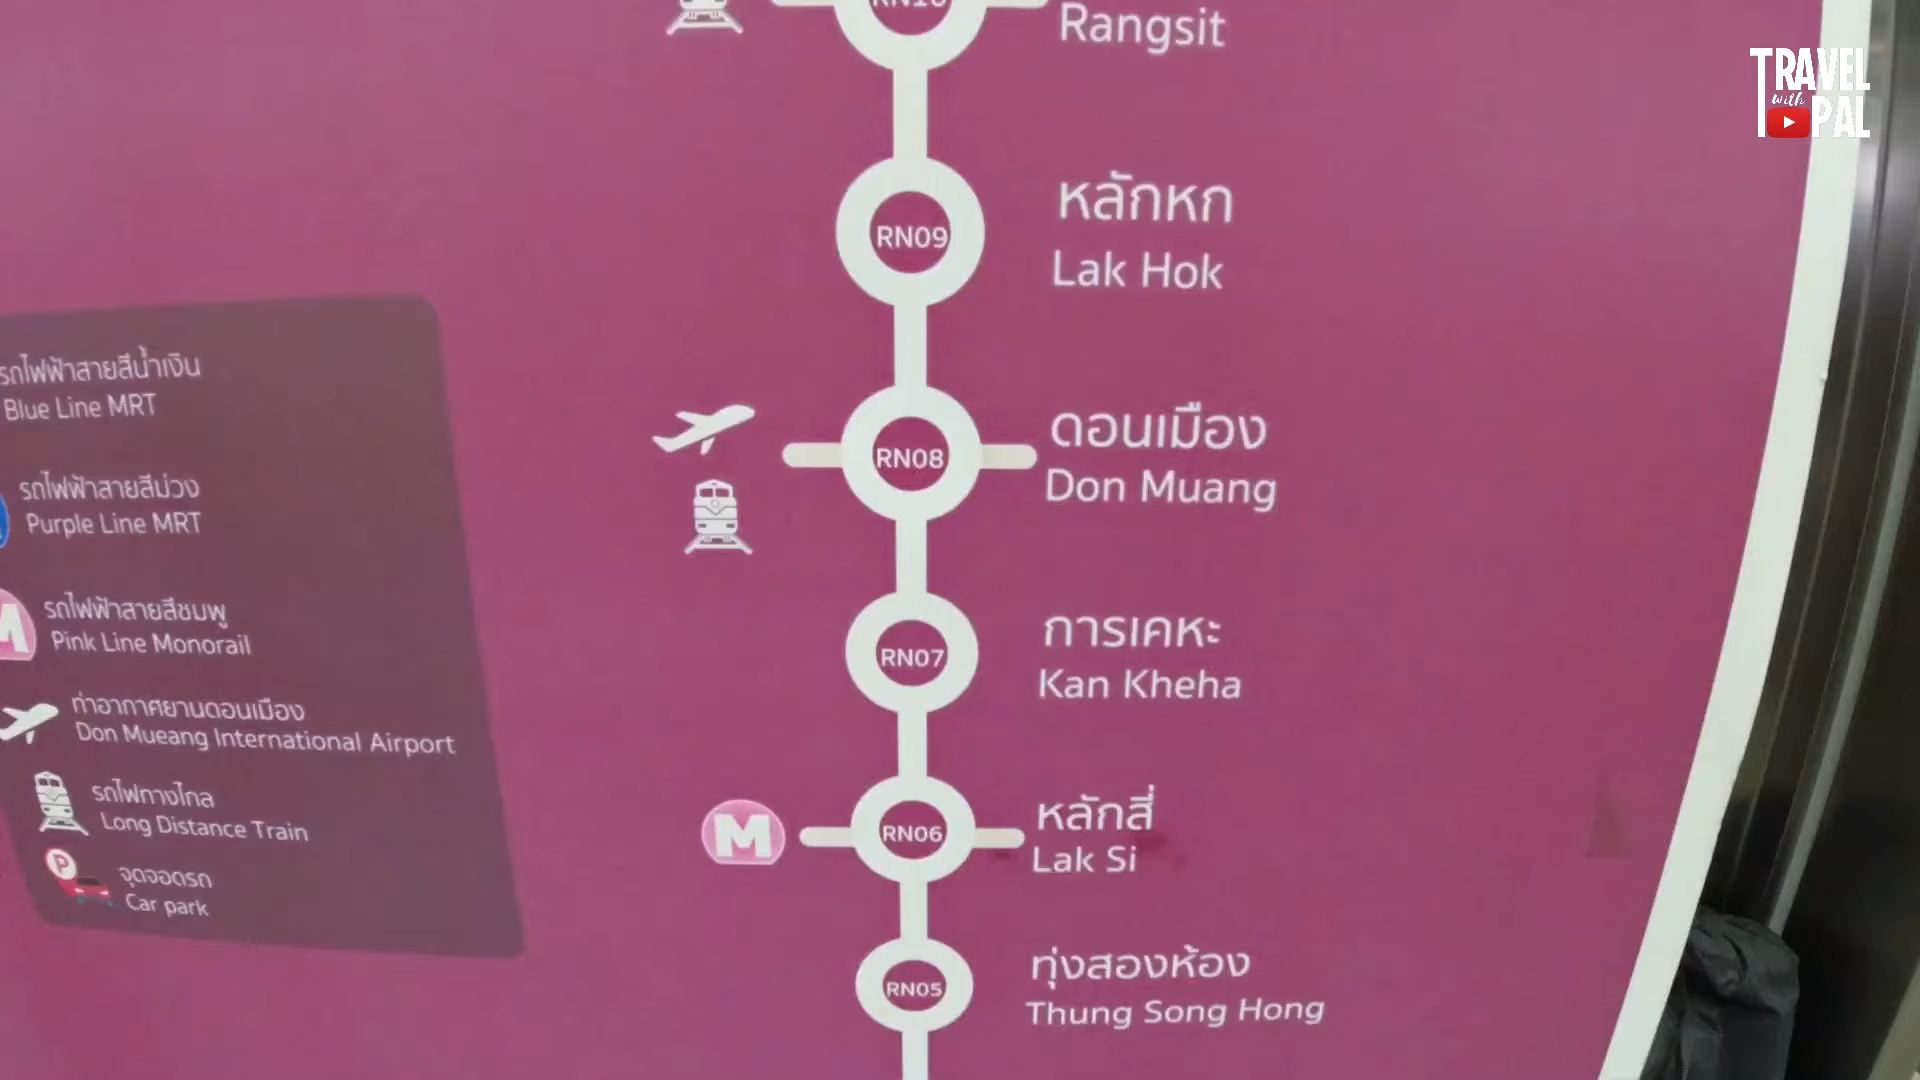 RN10
Rangsit
TRAVEL
with
PAL
RN09
หลักหก
Lak Hok
RN08
ดอนเมือง
Don Muang
RN07
การเคหะ
Kan Kheha
M
RN06
หลักสี่
Lak Si
RN05
ทุ่งสองห้อง
Thung Song Hong
รถไฟฟ้าสายสีน้ำเงิน
Blue Line MRT
รถไฟฟ้าสายสีม่วง
Purple Line MRT
M
รถไฟฟ้าสายสีชมพู
Pink Line Monorail
ท่าอากาศยานดอนเมือง
Don Mueang International Airport
รถไฟทางไกล
Long Distance Train
P
จุดจอดรถ
Car park